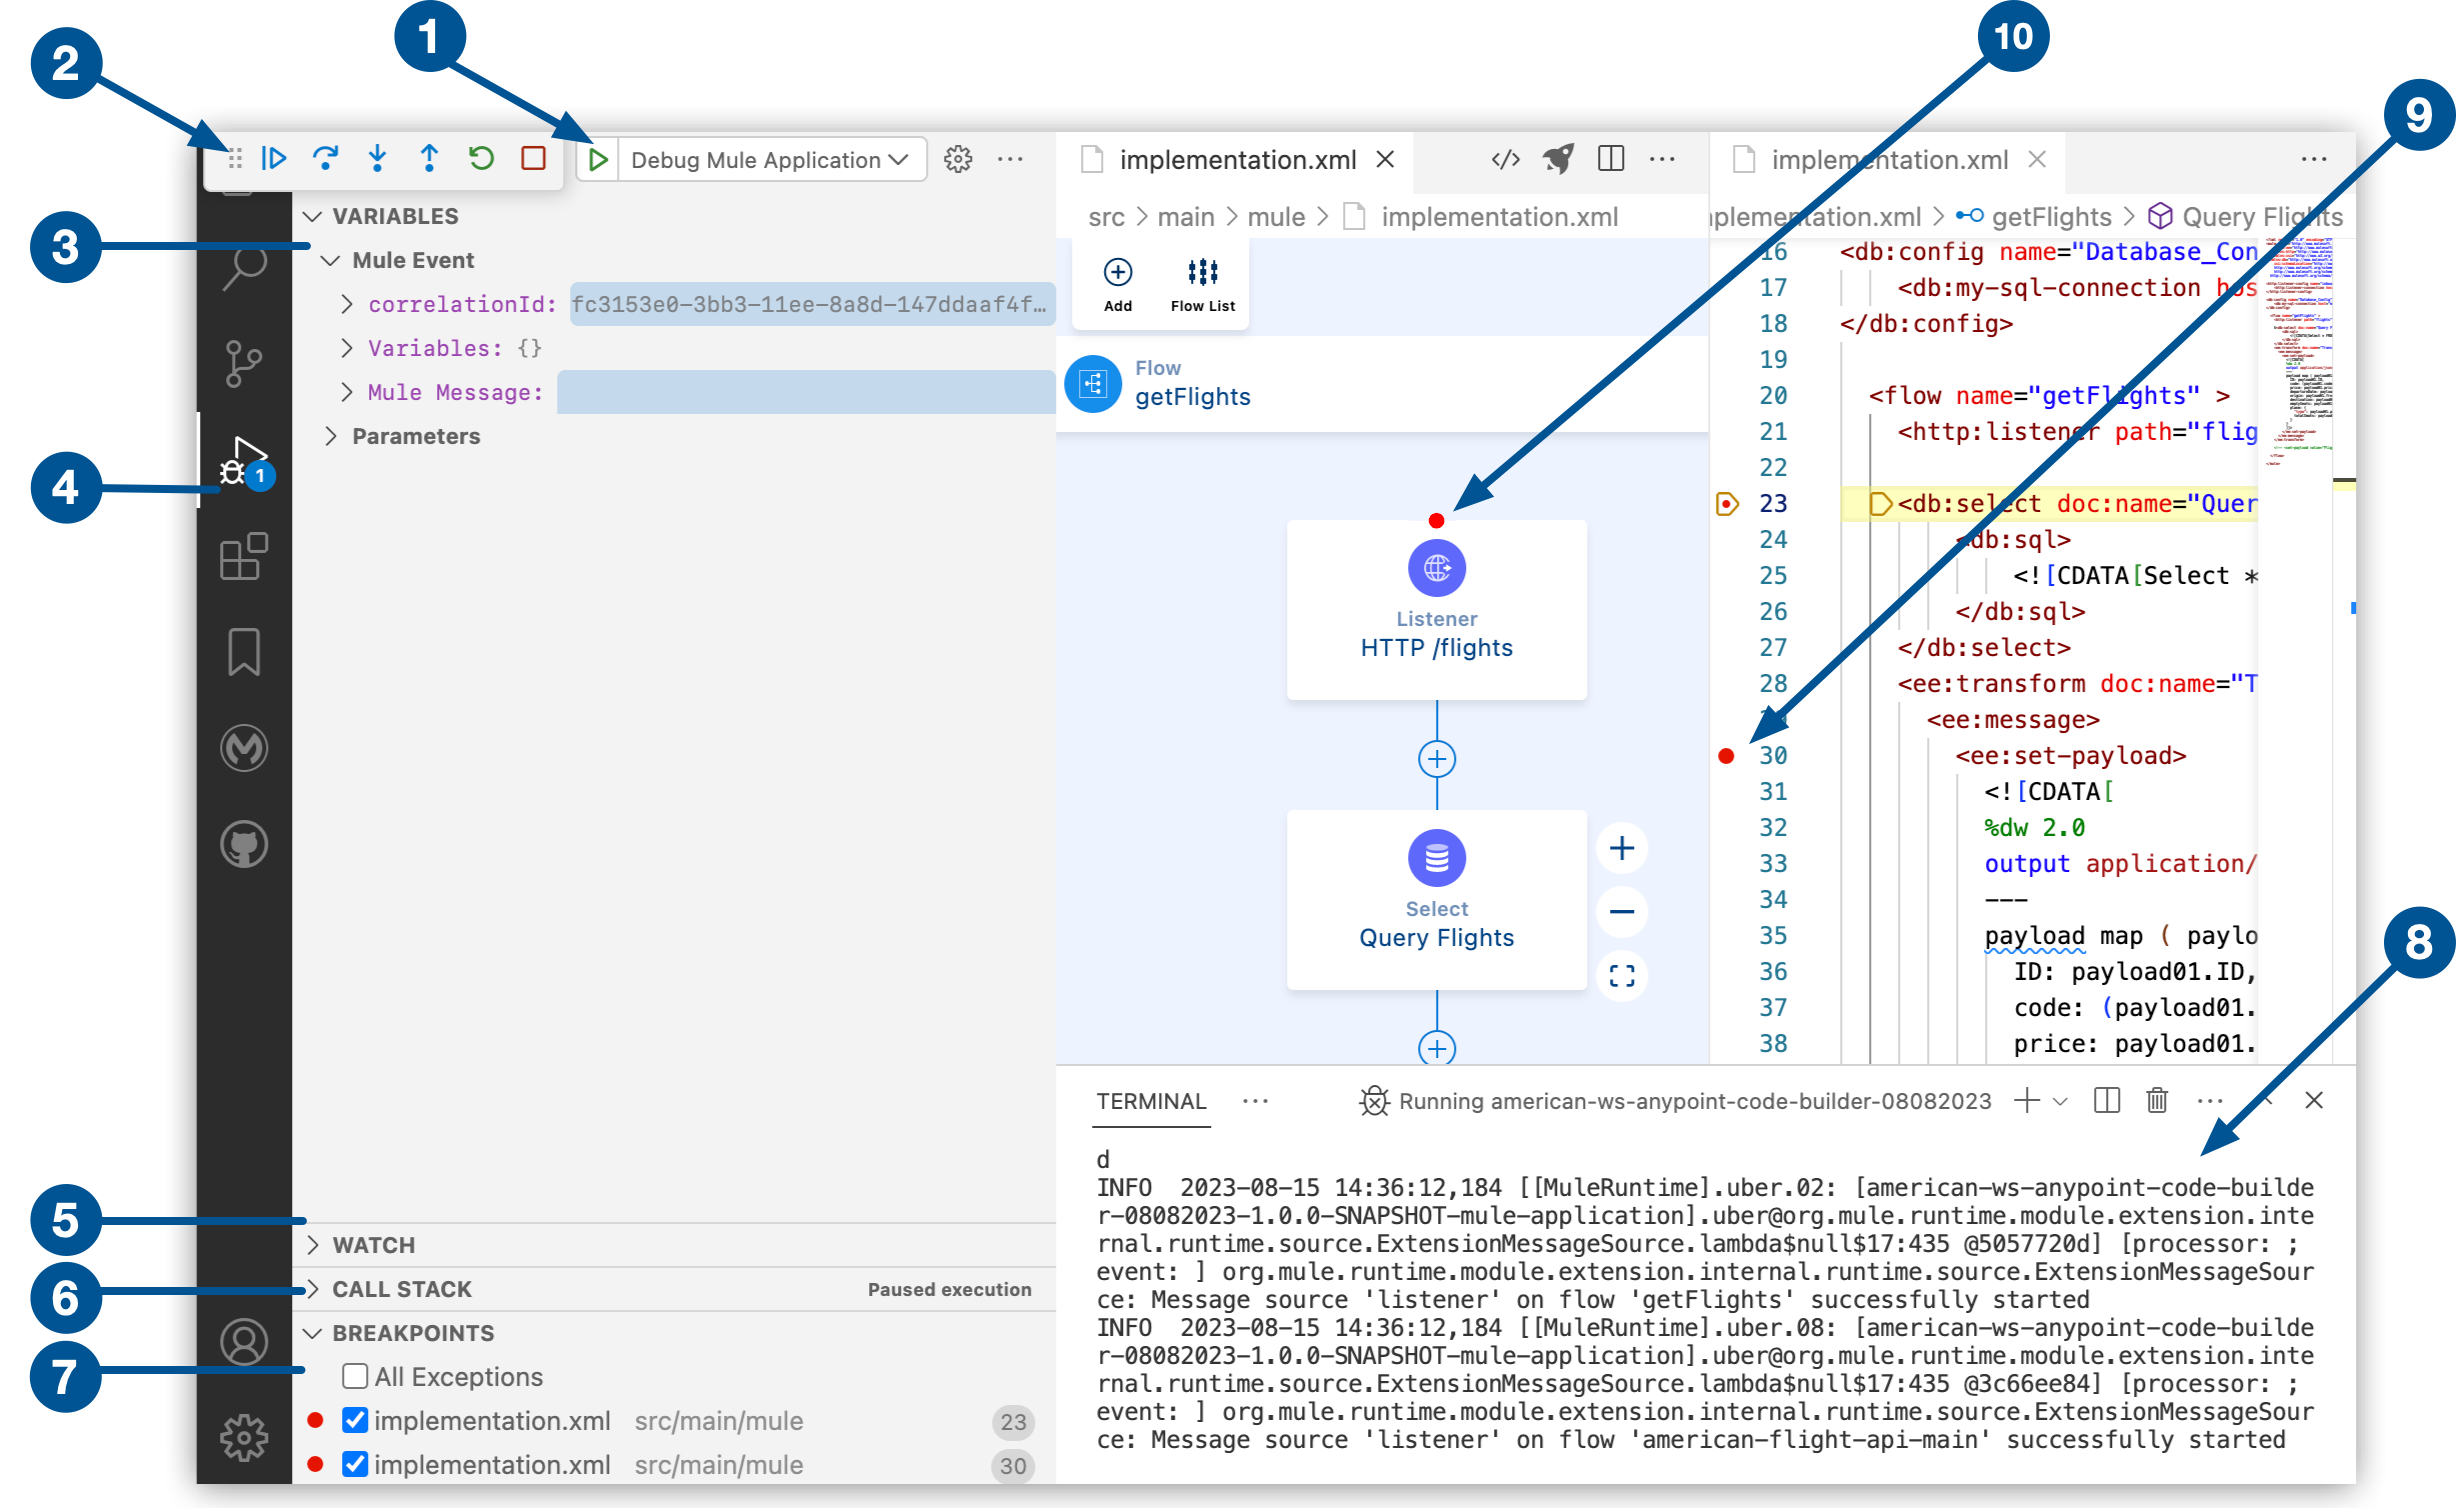 1
2
10
9
Debug Mule Application
implementation.xml
implementation.xml
VARIABLES
3
Mule Event
correlationId: fc3153e0-3bb3-11ee-8a8d-147ddaaf4f…
Variables: {}
Mule Message:
Parameters
4
1
src > main > mule > implementation.xml
Add
Flow List
Flow
getFlights
Listener
HTTP /flights
Select
Query Flights
plementation.xml > getFlights > Query Flights
16 <db:config name="Database_Con
17 <db:my-sql-connection hos
18 </db:config>
19
20 <flow name="getFlights" >
21 <http:listener path="flig
22
23 <db:select doc:name="Quer
24 <db:sql>
25 <![CDATA[Select *
26 </db:sql>
27 </db:select>
28 <ee:transform doc:name="T
<ee:message>
30 <ee:set-payload>
31 <![CDATA[
32 %dw 2.0
33 output application/
34 ---
35 payload map ( paylo
36 ID: payload01.ID,
37 code: (payload01.
38 price: payload01.
8
5
WATCH
6
CALL STACK
Paused execution
7
BREAKPOINTS
All Exceptions
implementation.xml src/main/mule 23
implementation.xml src/main/mule 30
TERMINAL
Running american-ws-anypoint-code-builder-08082023
d
INFO  2023-08-15 14:36:12,184 [[MuleRuntime].uber.02: [american-ws-anypoint-code-builde
r-08082023-1.0.0-SNAPSHOT-mule-application].uber@org.mule.runtime.module.extension.inte
rnal.runtime.source.ExtensionMessageSource.lambda$null$17:435 @5057720d] [processor: ;
event: ] org.mule.runtime.module.extension.internal.runtime.source.ExtensionMessageSour
ce: Message source 'listener' on flow 'getFlights' successfully started
INFO  2023-08-15 14:36:12,184 [[MuleRuntime].uber.08: [american-ws-anypoint-code-builde
r-08082023-1.0.0-SNAPSHOT-mule-application].uber@org.mule.runtime.module.extension.inte
rnal.runtime.source.ExtensionMessageSource.lambda$null$17:435 @3c66ee84] [processor: ;
event: ] org.mule.runtime.module.extension.internal.runtime.source.ExtensionMessageSour
ce: Message source 'listener' on flow 'american-flight-api-main' successfully started